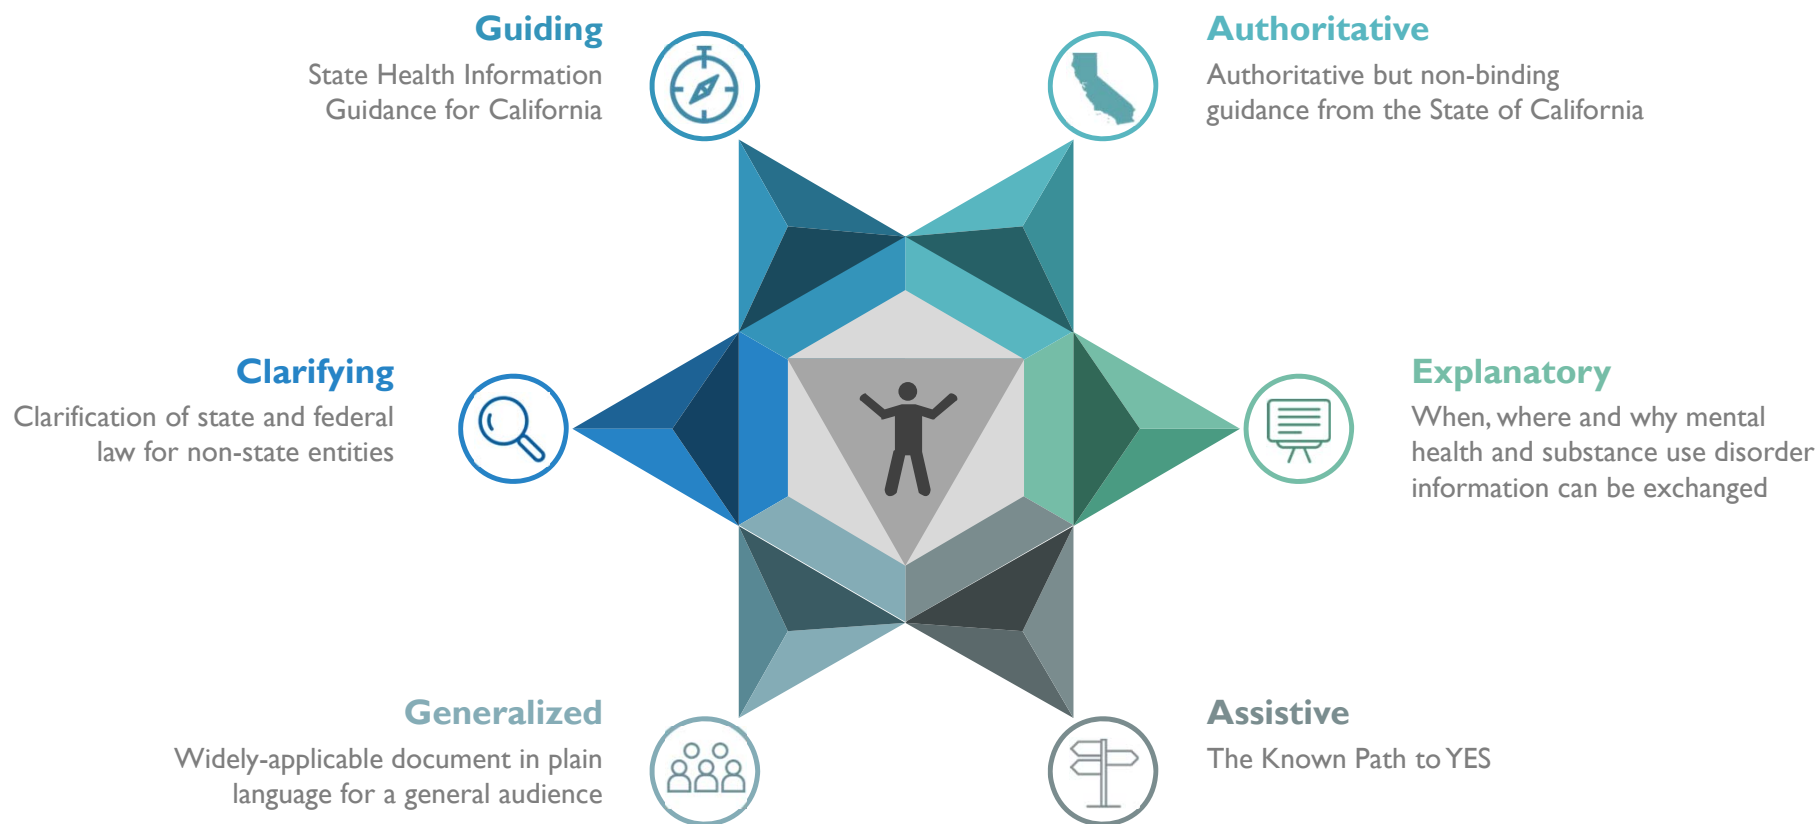 Guiding
State Health Information
Guidance for California
Authoritative
Authoritative but non-binding
guidance from the State of California
Clarifying
Clarification of state and federal
law for non-state entities
Explanatory
When, where and why mental
health and substance use disorder
information can be exchanged
Generalized
Widely-applicable document in plain
language for a general audience
Assistive
The Known Path to YES